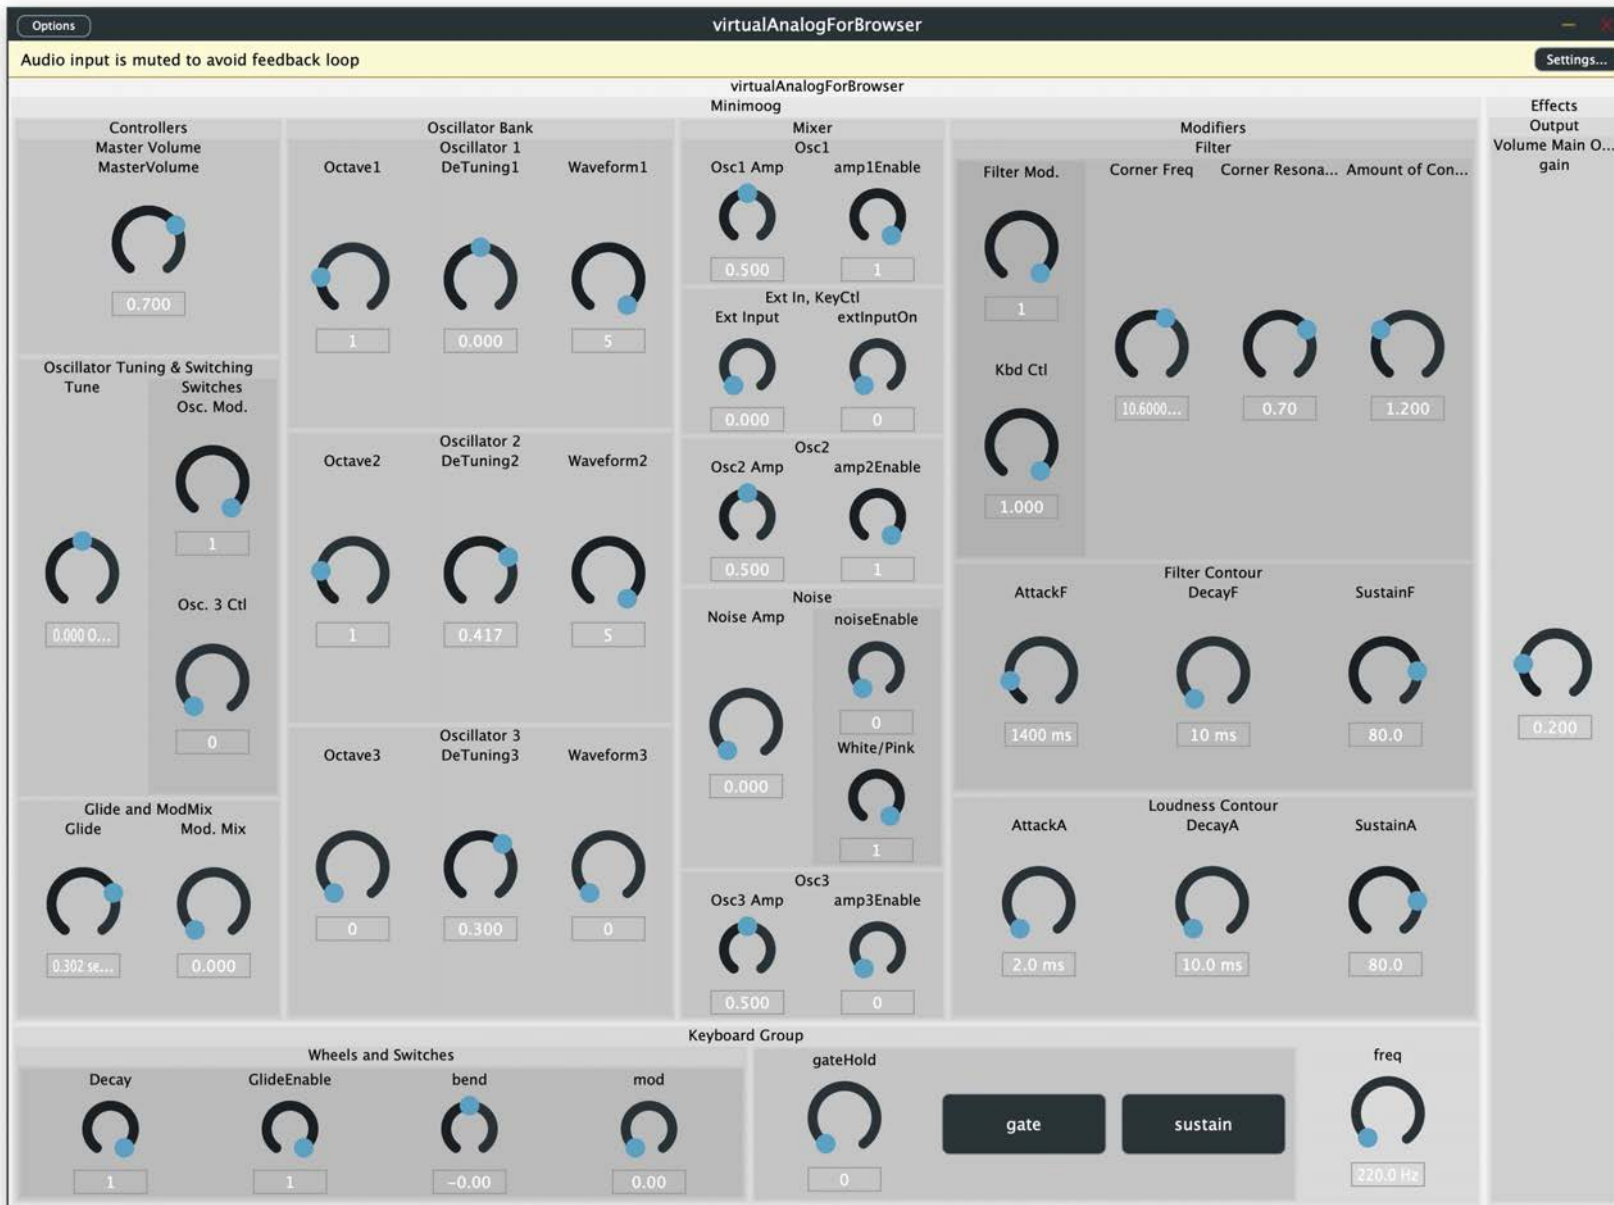 Options
virtualAnalogForBrowser
Audio input is muted to avoid feedback loop
Settings...
virtualAnalogForBrowser
Minimoog
Controllers
Master Volume
MasterVolume
0.700
Oscillator Tuning & Switching
Tune
0.000 O...
Switches
Osc. Mod.
1
Osc. 3 Ctl
0
Glide and ModMix
Glide Mod. Mix
0.302 se... 0.000
Oscillator Bank
Oscillator 1
Octave1 DeTuning1 Waveform1
1 0.000 5
Oscillator 2
Octave2 DeTuning2 Waveform2
1 0.417 5
Oscillator 3
Octave3 DeTuning3 Waveform3
0 0.300 0
Mixer
Osc1
Osc1 Amp amp1Enable
0.500 1
Ext In, KeyCtl
Ext Input extInputOn
0.000 0
Osc2
Osc2 Amp amp2Enable
0.500 1
Noise
Noise Amp
0.000
noiseEnable
0
White/Pink
1
Osc3
Osc3 Amp amp3Enable
0.500 0
Modifiers
Filter
Filter Mod.
1
Kbd Ctl
1.000
Corner Freq Corner Resona... Amount of Con...
10.6000... 0.70 1.200
Filter Contour
AttackF DecayF SustainF
1400 ms 10 ms 80.0
Loudness Contour
AttackA DecayA SustainA
2.0 ms 10.0 ms 80.0
Keyboard Group
Wheels and Switches
Decay GlideEnable bend mod
1 1 -0.00 0.00
gateHold
0
gate
sustain
freq
220.0 Hz
Effects
Output
Volume Main O...
gain
0.200